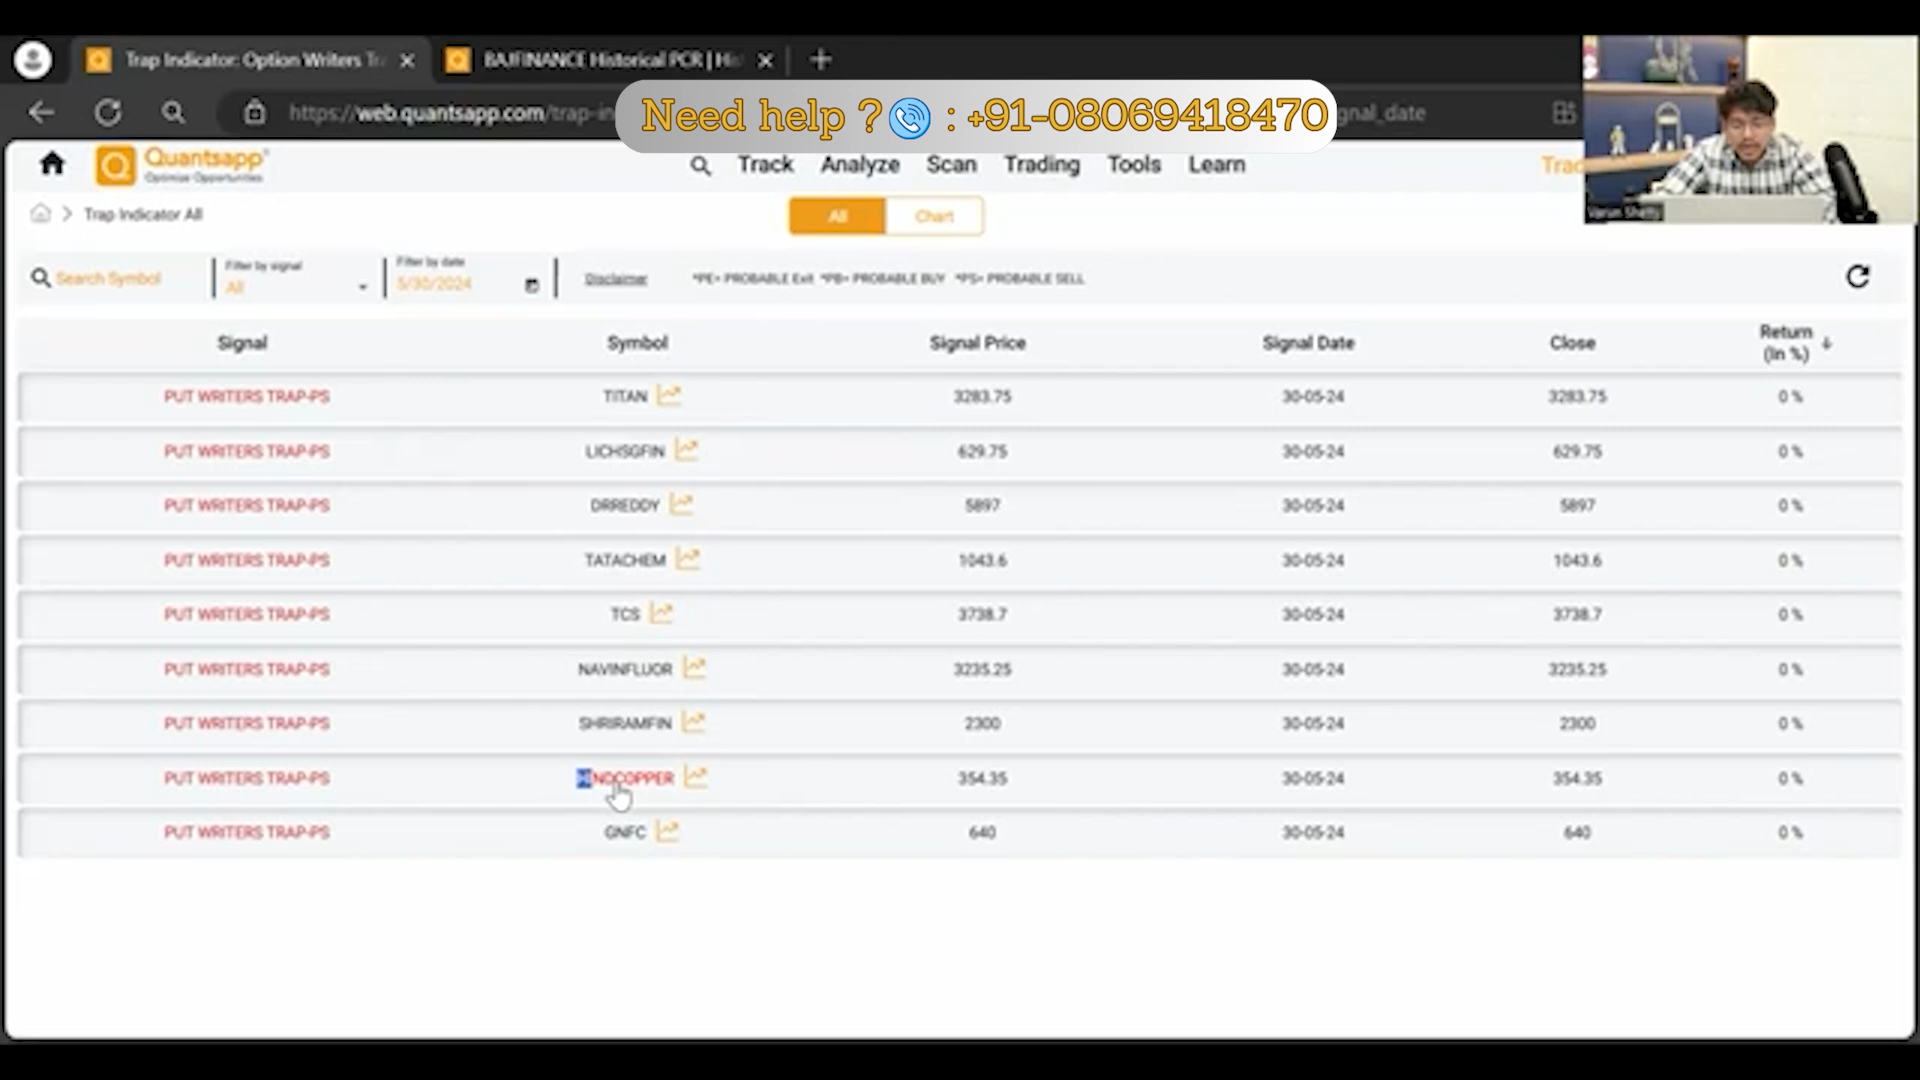 Trap Indicator: Option Writers Tr
BAJFINANCE Historical PCR | Hi
https://web.quantsapp.com/trap-in
gnal_date
Need help ? : +91-08069418470
Quantsapp
Optimize Opportunities
Track Analyze Scan Trading Tools Learn
Trad
Varun Shetty
Trap Indicator All
All Chart
Search Symbol
Filter by signal
All
Filter by date
5/30/2024
Disclaimer
*PE= PROBABLE Exit *PB= PROBABLE BUY *PS= PROBABLE SELL
Signal Symbol Signal Price Signal Date Close Return (In %)
PUT WRITERS TRAP-PS TITAN 3283.75 30-05-24 3283.75 0 %
PUT WRITERS TRAP-PS LICHSGFIN 629.75 30-05-24 629.75 0 %
PUT WRITERS TRAP-PS DRREDDY 5897 30-05-24 5897 0 %
PUT WRITERS TRAP-PS TATACHEM 1043.6 30-05-24 1043.6 0 %
PUT WRITERS TRAP-PS TCS 3738.7 30-05-24 3738.7 0 %
PUT WRITERS TRAP-PS NAVINFLUOR 3235.25 30-05-24 3235.25 0 %
PUT WRITERS TRAP-PS SHRIRAMFIN 2300 30-05-24 2300 0 %
PUT WRITERS TRAP-PS HINDCOPPER 354.35 30-05-24 354.35 0 %
PUT WRITERS TRAP-PS GNFC 640 30-05-24 640 0 %